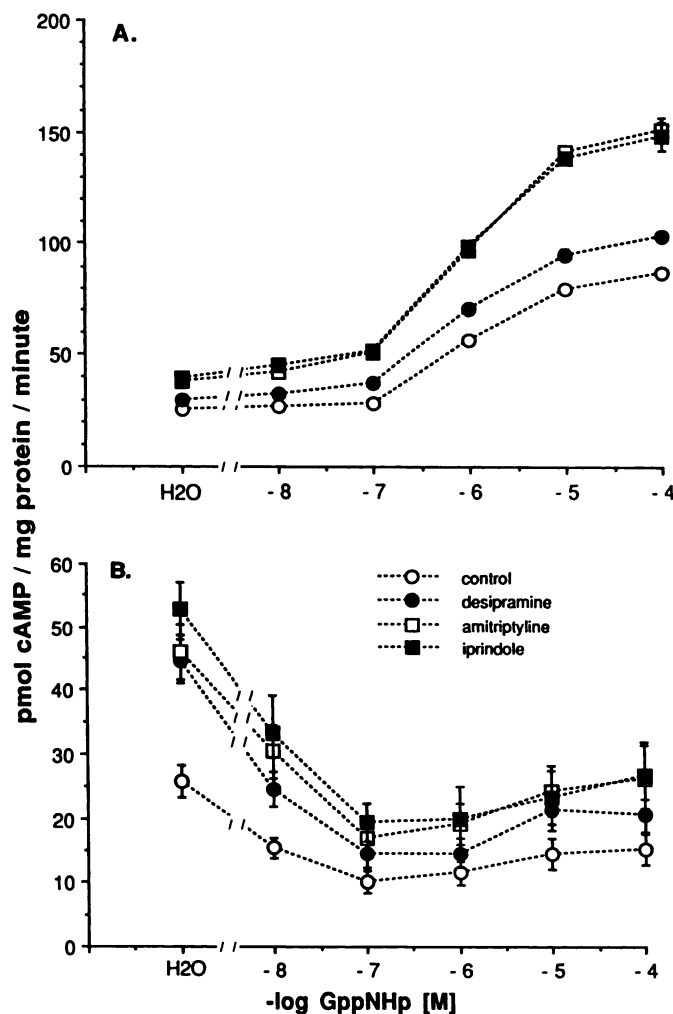 A.
200
150
100
50
0
H2O
- 8
- 7
- 6
- 5
- 4
pmol cAMP / mg protein / minute
B.
60
50
40
30
20
10
0
control
desipramine
amitriptyline
iprindole
H2O
- 8
- 7
- 6
- 5
- 4
-log GppNHp [M]